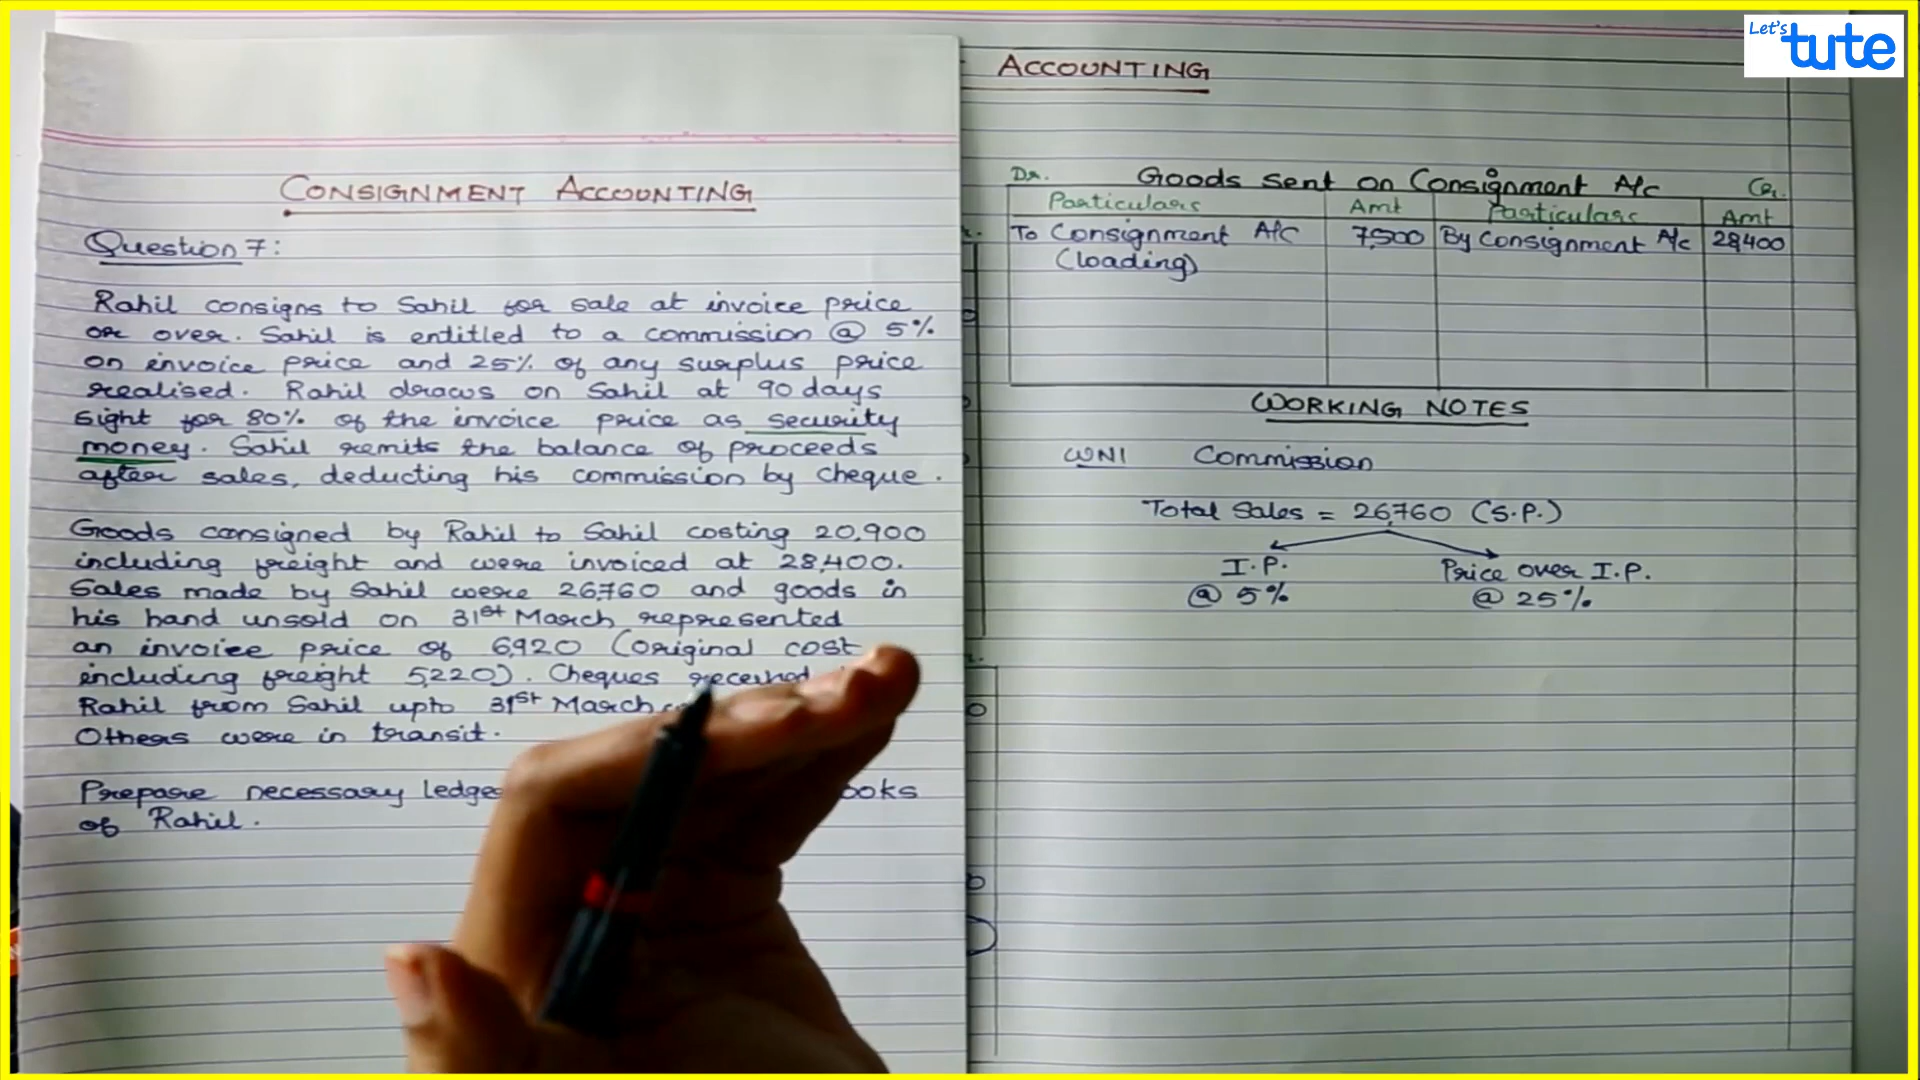 Let's tute
CONSIGNMENT ACCOUNTING
Question 7:
Rahil consigns to Sahil for sale at invoice price
or over. Sahil is entitled to a commission @ 5%
on invoice price and 25% of any surplus price
realised. Rahil draws on Sahil at 90 days
sight for 80% of the invoice price as security
money. Sahil remits the balance of proceeds
after sales, deducting his commission by cheque.
Goods consigned by Rahil to Sahil costing 20,900
including freight and were invoiced at 28,400.
Sales made by Sahil were 26,760 and goods in
his hand unsold on 31st March represented
an invoice price of 6,920 (Original cost
including freight 5,220). Cheques received
Rahil from Sahil upto 31st March
Others were in transit.
Prepare necessary ledge ooks
of Rahil.
ACCOUNTING
Dr. Goods sent on Consignment A/c Cr.
Particulars Amt Particulars Amt
To Consignment A/C 7,500 By Consignment A/c 28,400
(loading)
WORKING NOTES
WN1 Commission
Total Sales = 26,760 (S.P.)
I.P. Price over I.P.
@ 5% @ 25%